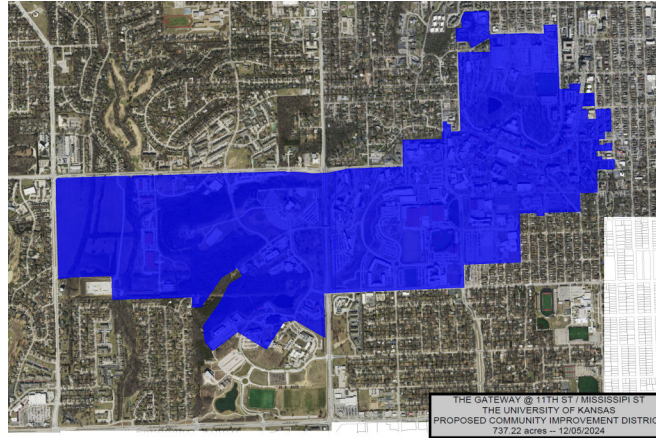 THE GATEWAY @ 11TH ST / MISSISSIPI ST
THE UNIVERSITY OF KANSAS
PROPOSED COMMUNITY IMPROVEMENT DISTRIC
737.22 acres -- 12/05/2024